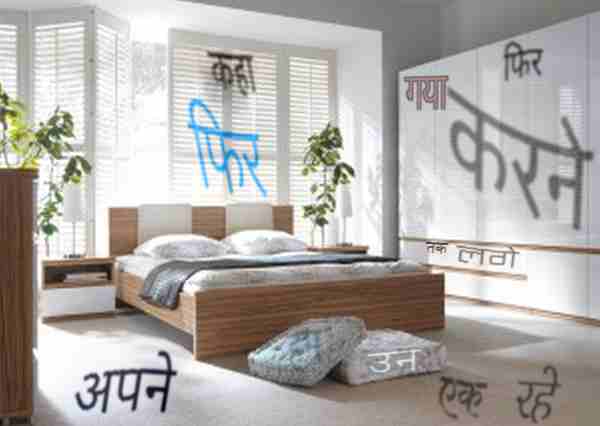 कहा
फिर
गया
फिर
करने
तक लगे
अपने
उन
एक रहे